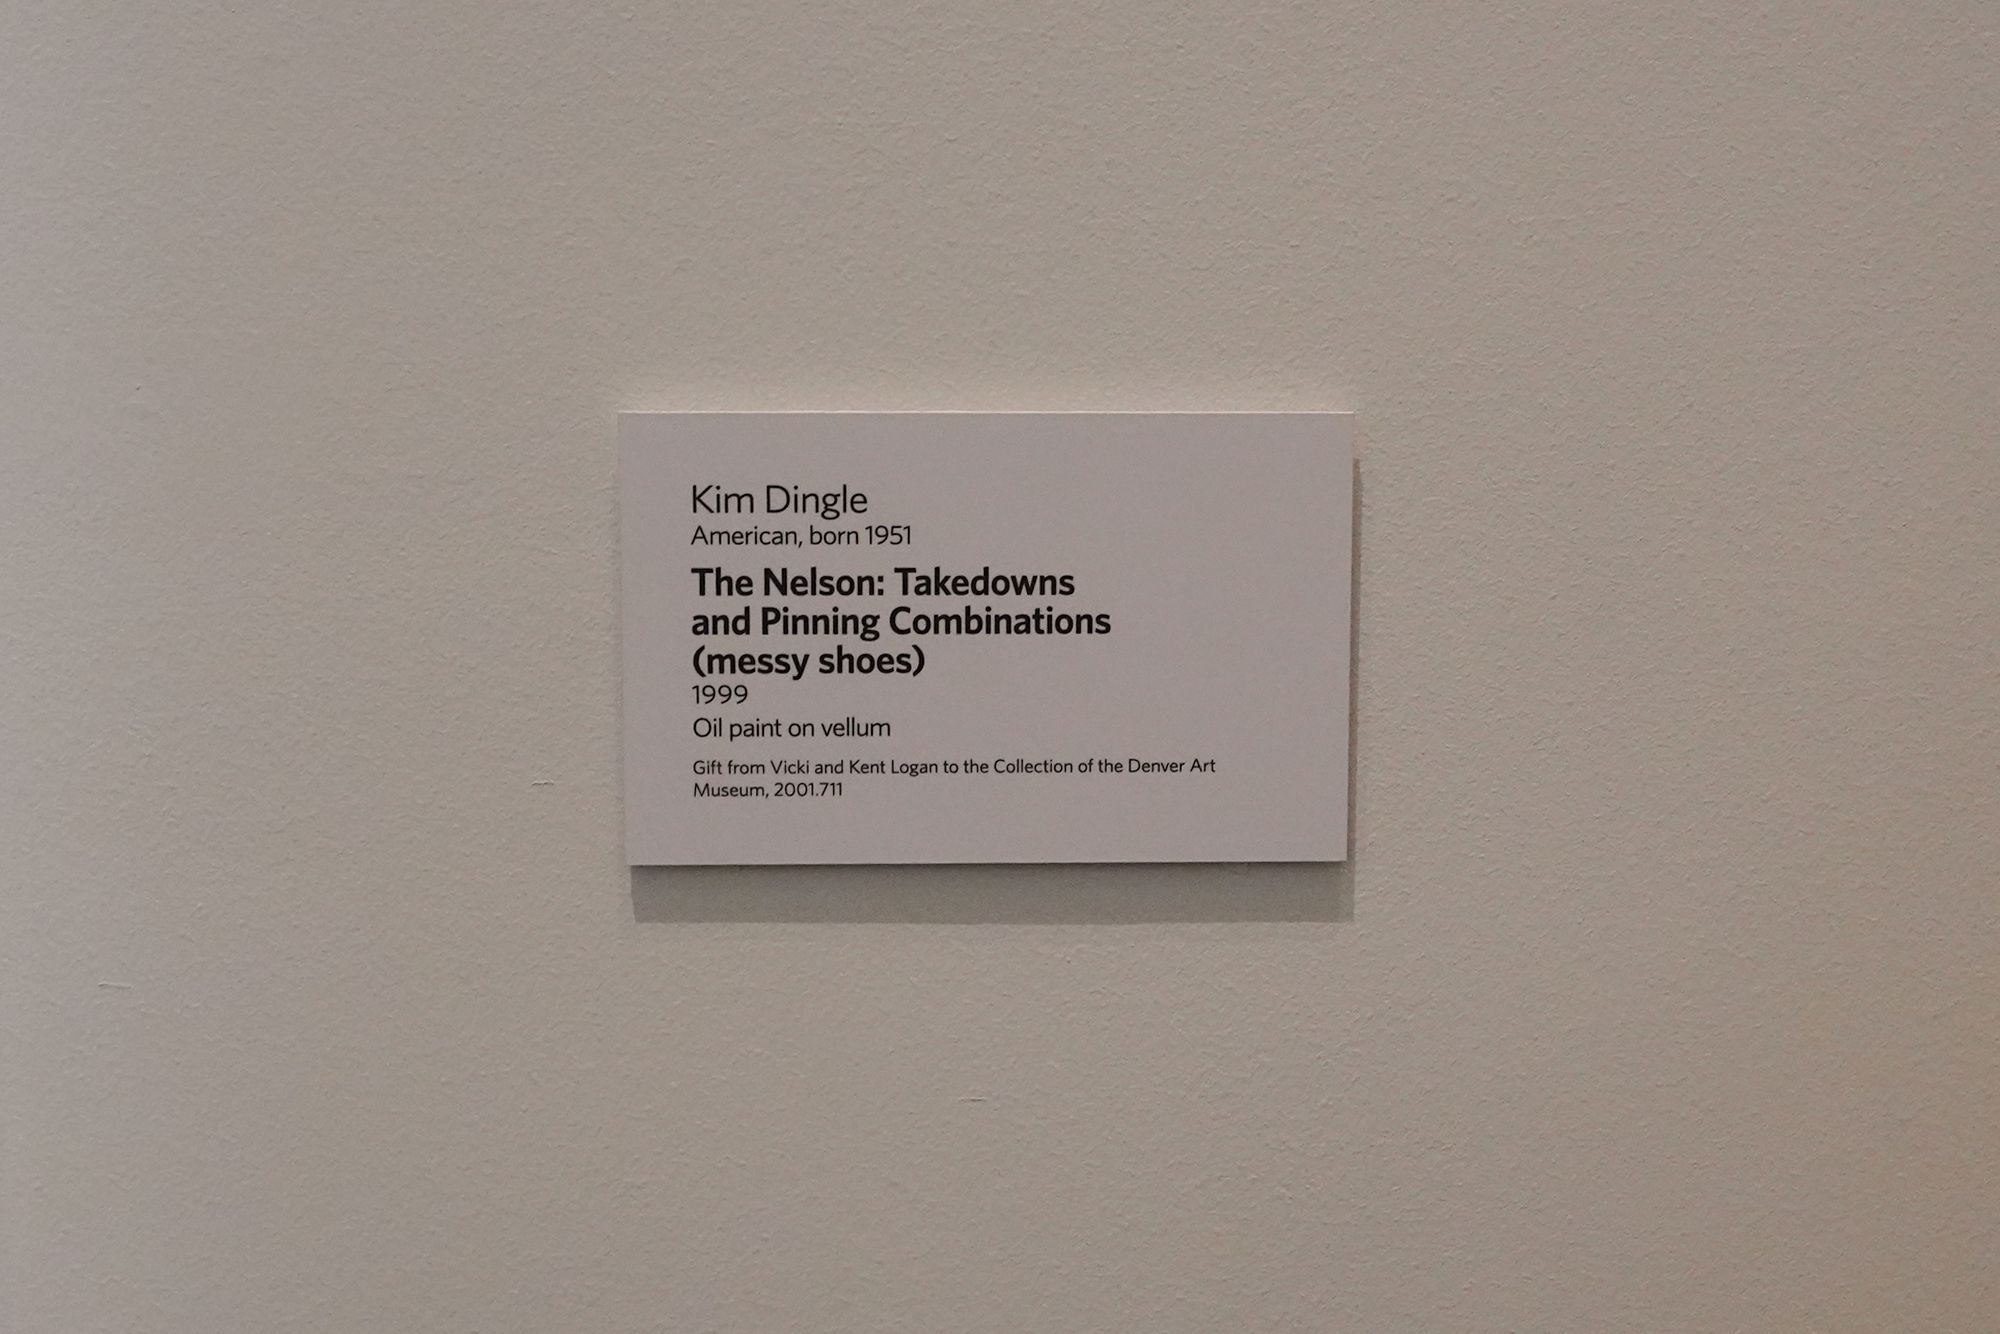 Kim Dingle
American, born 1951
The Nelson: Takedowns
and Pinning Combinations
(messy shoes)
1999
Oil paint on vellum
Gift from Vicki and Kent Logan to the Collection of the Denver Art
Museum, 2001.711